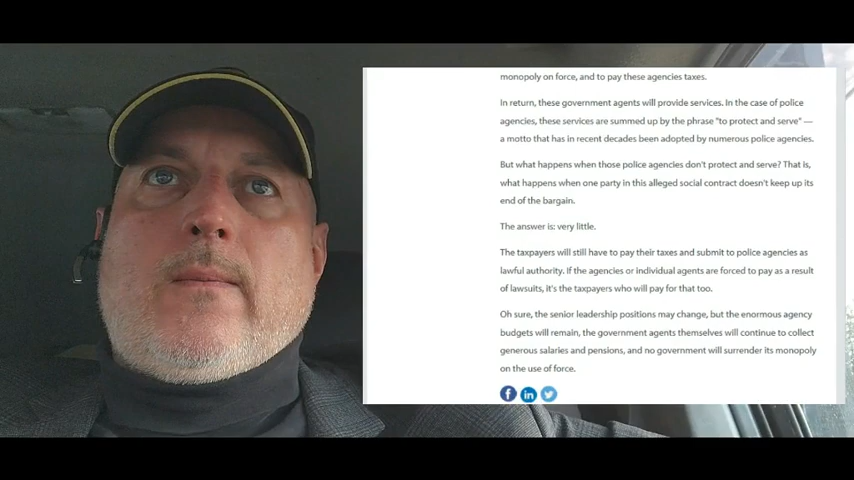 monopoly on force, and to pay these agencies taxes.
In return, these government agents will provide services. In the case of police
agencies, these services are summed up by the phrase "to protect and serve" —
a motto that has in recent decades been adopted by numerous police agencies.
But what happens when those police agencies don't protect and serve? That is,
what happens when one party in this alleged social contract doesn't keep up its
end of the bargain.
The answer is: very little.
The taxpayers will still have to pay their taxes and submit to police agencies as
lawful authority. If the agencies or individual agents are forced to pay as a result
of lawsuits, it's the taxpayers who will pay for that too.
Oh sure, the senior leadership positions may change, but the enormous agency
budgets will remain, the government agents themselves will continue to collect
generous salaries and pensions, and no government will surrender its monopoly
on the use of force.
f in